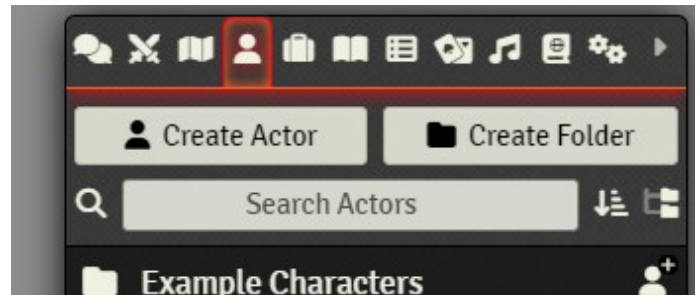 Create Actor
Create Folder
Search Actors
Example Characters